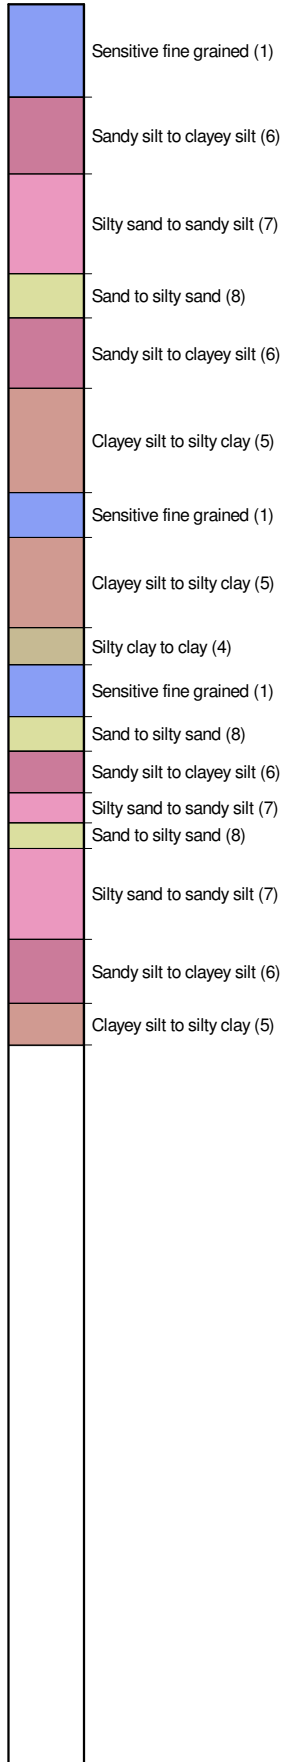 Sensitive fine grained (1)
Sandy silt to clayey silt (6)
Silty sand to sandy silt (7)
Sand to silty sand (8)
Sandy silt to clayey silt (6)
Clayey silt to silty clay (5)
Sensitive fine grained (1)
Clayey silt to silty clay (5)
Silty clay to clay (4)
Sensitive fine grained (1)
Sand to silty sand (8)
Sandy silt to clayey silt (6)
Silty sand to sandy silt (7)
Sand to silty sand (8)
Silty sand to sandy silt (7)
Sandy silt to clayey silt (6)
Clayey silt to silty clay (5)